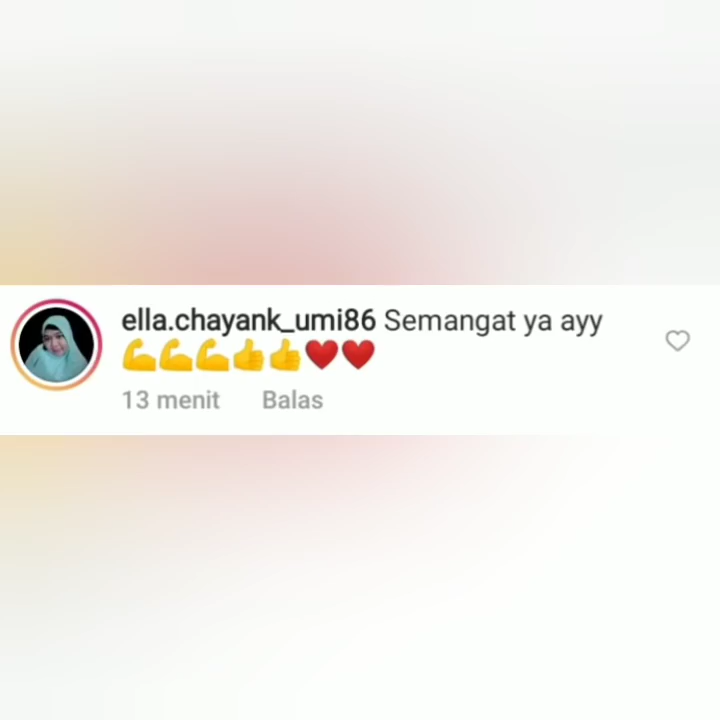 ella.chayank_umi86 Semangat ya ayy
💪💪💪👍👍❤️❤️
13 menit Balas